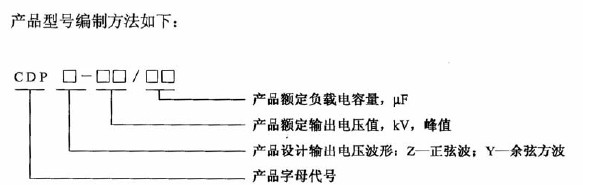 产品型号编制方法如下：
CDP □-□□/□□
产品额定负载电容量，μF
产品额定输出电压值，kV，峰值
产品设计输出电压波形：Z—正弦波；Y—余弦方波
产品字母代号